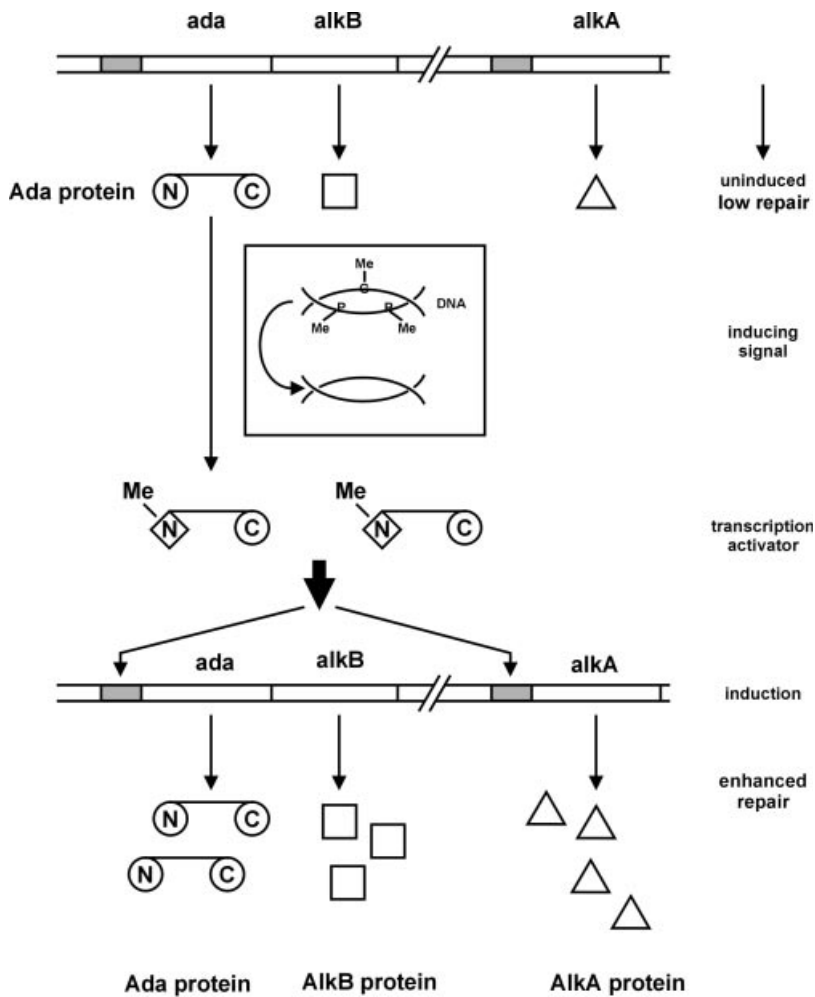 ada alkB alkA
Ada protein N C
uninduced
low repair
Me
G
P P DNA
Me Me
inducing
signal
Me Me
N C N C
transcription
activator
ada alkB alkA
induction
enhanced
repair
N C
N C
Ada protein AlkB protein AlkA protein